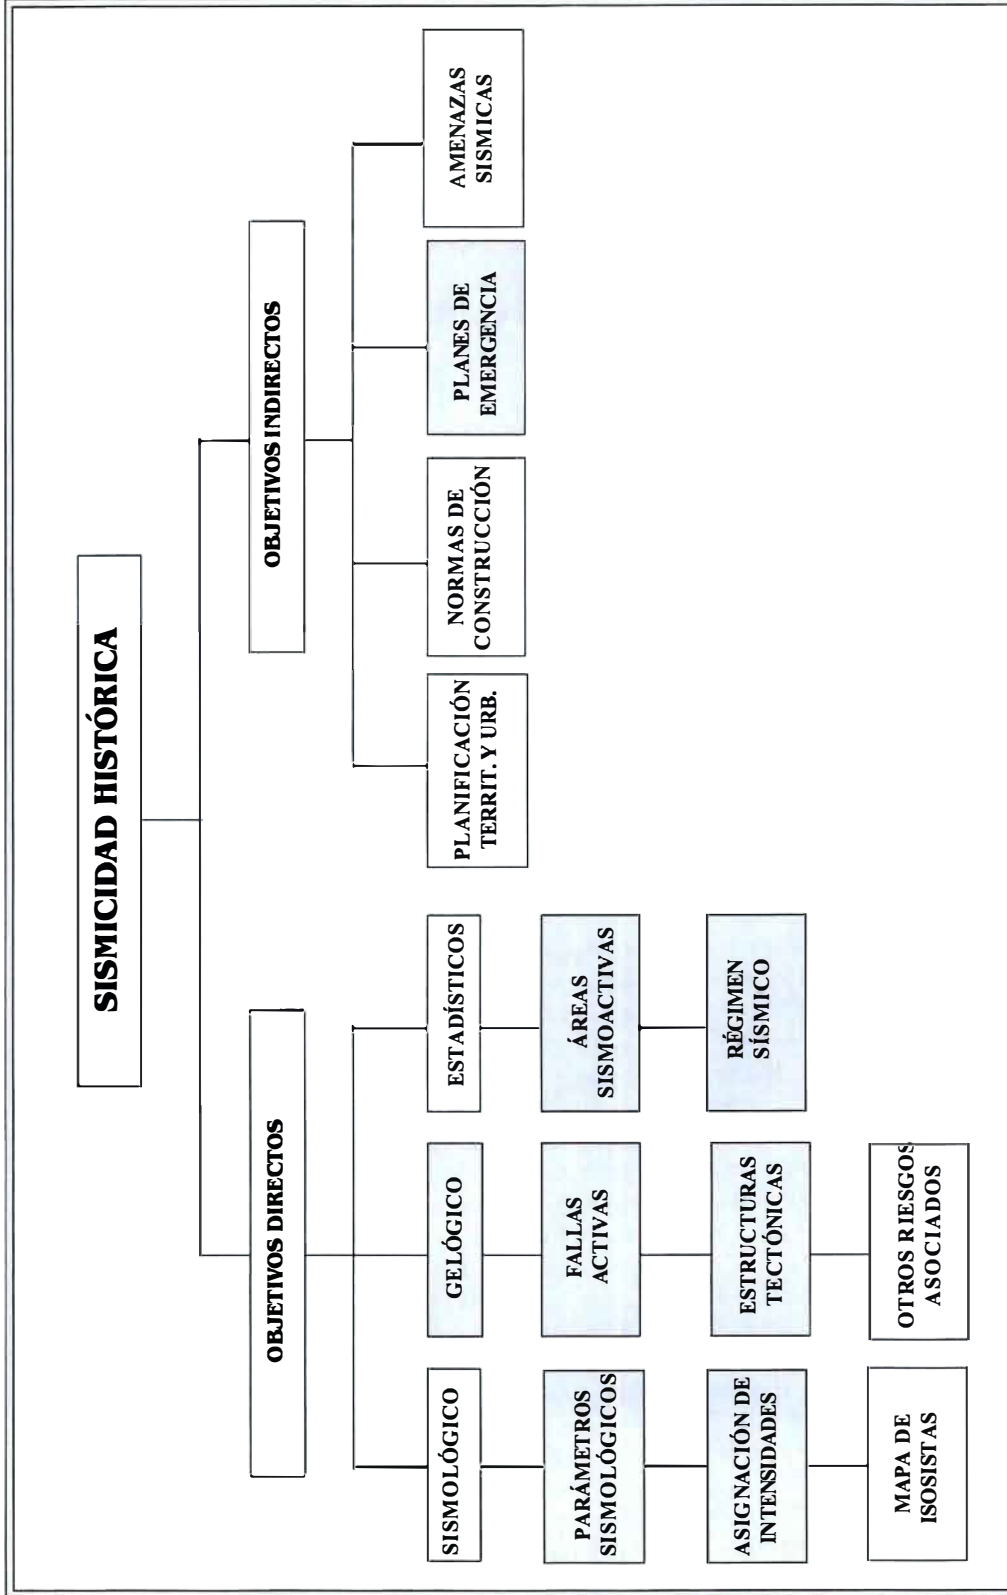 SISMICIDAD HISTÓRICA
OBJETIVOS DIRECTOS
OBJETIVOS INDIRECTOS
SISMOLÓGICO
GELÓGICO
ESTADÍSTICOS
PLANIFICACIÓN
TERRIT. Y URB.
NORMAS DE
CONSTRUCCIÓN
PLANES DE
EMERGENCIA
AMENAZAS
SISMICAS
PARÁMETROS
SISMOLÓGICOS
FALLAS
ACTIVAS
ÁREAS
SISMOACTIVAS
ASIGNACIÓN DE
INTENSIDADES
ESTRUCTURAS
TECTÓNICAS
RÉGIMEN
SÍSMICO
MAPA DE
ISOSISTAS
OTROS RIESGOS
ASOCIADOS